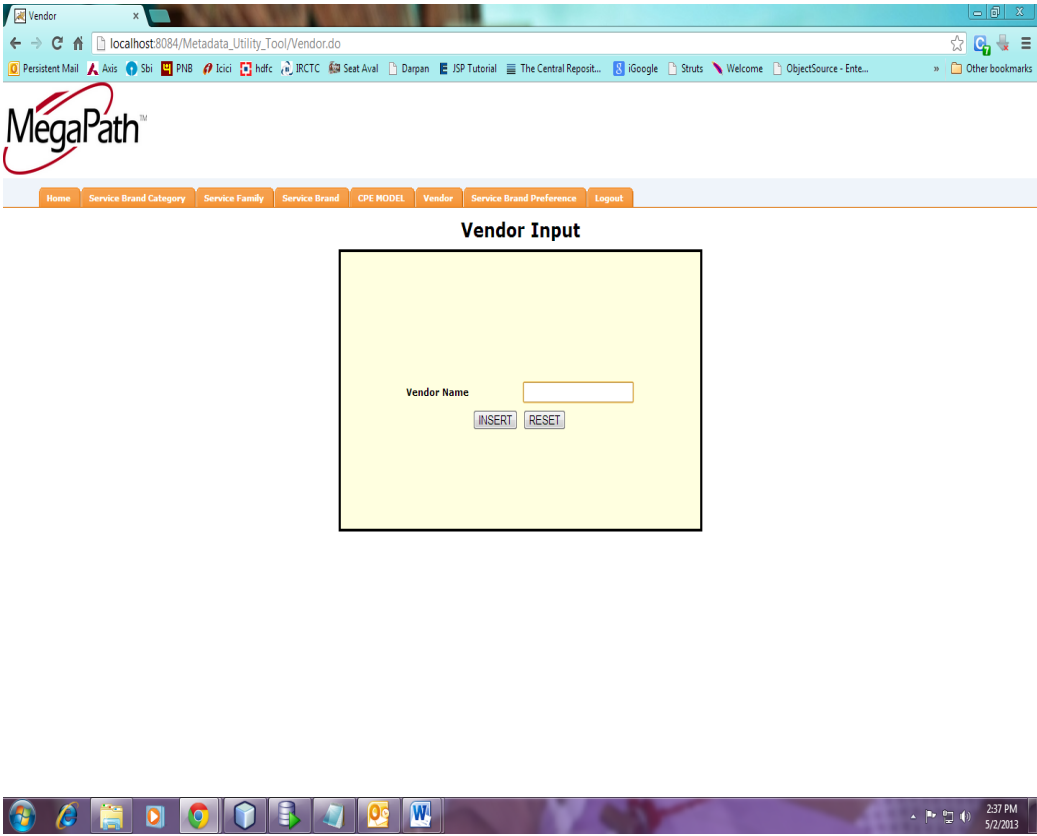 Vendor
localhost:8084/Metadata_Utility_Tool/Vendor.do
Persistent Mail Axis Sbi PNB Icici hdfc IRCTC Seat Aval Darpan JSP Tutorial The Central Reposit... iGoogle Struts Welcome ObjectSource - Ente... » Other bookmarks
MegaPath™
Home Service Brand Category Service Family Service Brand CPE MODEL Vendor Service Brand Preference Logout
Vendor Input
Vendor Name
INSERT RESET
2:37 PM
5/2/2013